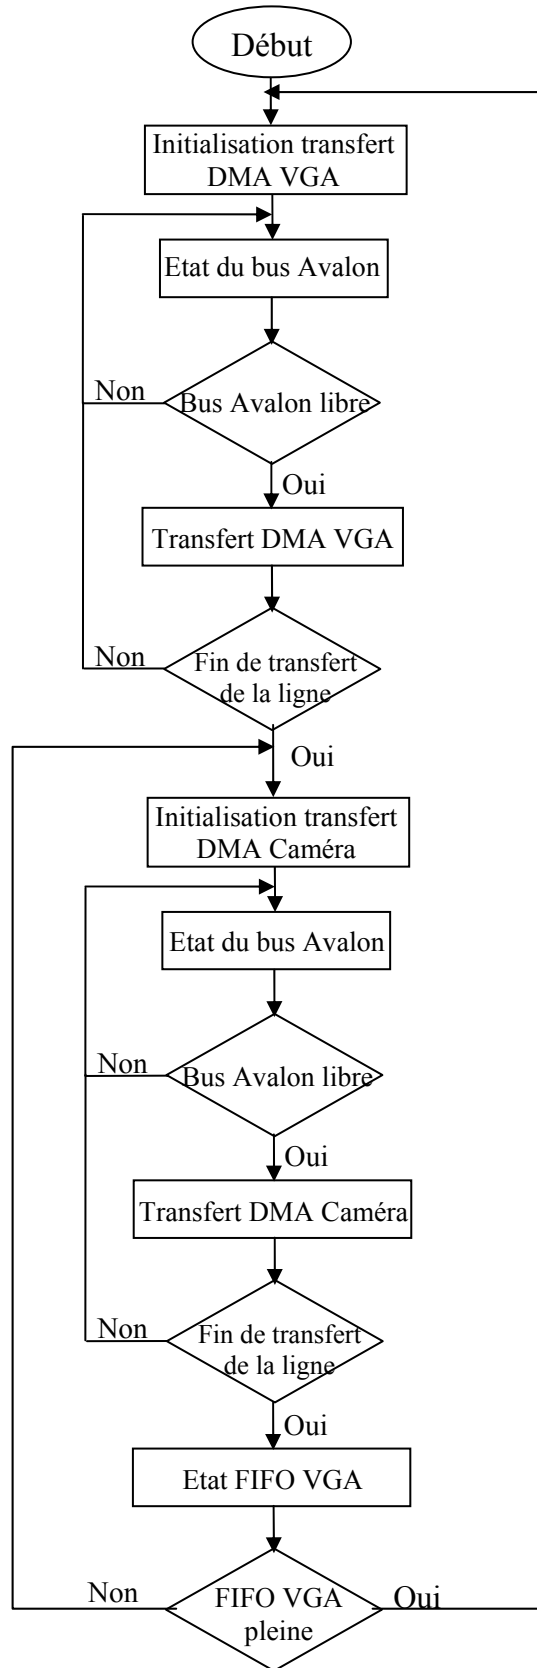 Début
Initialisation transfert
DMA VGA
Etat du bus Avalon
Non
Bus Avalon libre
Oui
Transfert DMA VGA
Non
Fin de transfert
de la ligne
Oui
Initialisation transfert
DMA Caméra
Etat du bus Avalon
Non
Bus Avalon libre
Oui
Transfert DMA Caméra
Non
Fin de transfert
de la ligne
Oui
Etat FIFO VGA
Non
FIFO VGA
pleine
Oui